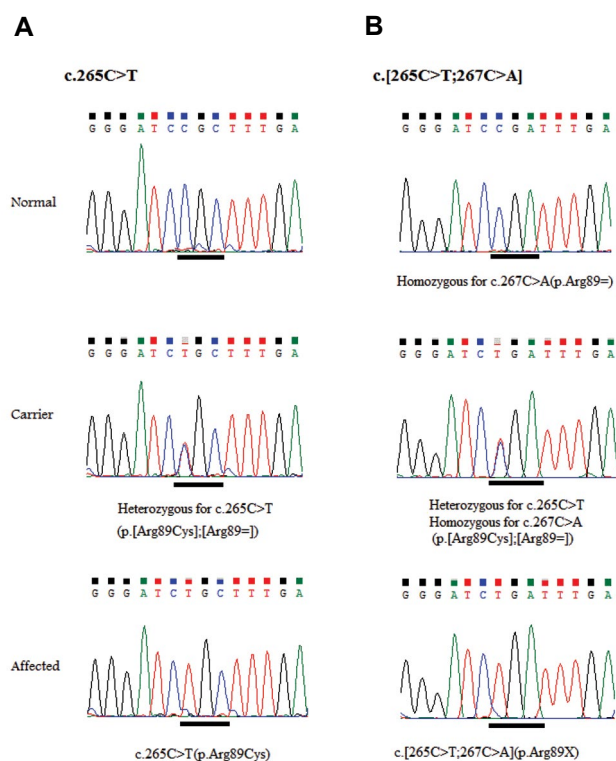 A
B
c.265C>T
c.[265C>T;267C>A]
G G G A T C C G C T T T G A
G G G A T C C G A T T T G A
Normal
Homozygous for c.267C>A(p.Arg89=)
G G G A T C T G C T T T G A
G G G A T C T G A T T T G A
Carrier
Heterozygous for c.265C>T
(p.[Arg89Cys];[Arg89=])
Heterozygous for c.265C>T
Homozygous for c.267C>A
(p.[Arg89Cys];[Arg89=])
G G G A T C T G C T T T G A
G G G A T C T G A T T T G A
Affected
c.265C>T(p.Arg89Cys)
c.[265C>T;267C>A](p.Arg89X)